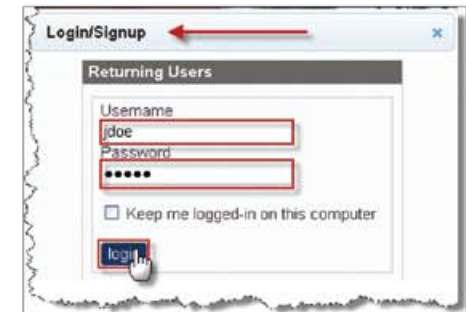 Login/Signup
Returning Users
Username
jdoe
Password
Keep me logged-in on this computer
login